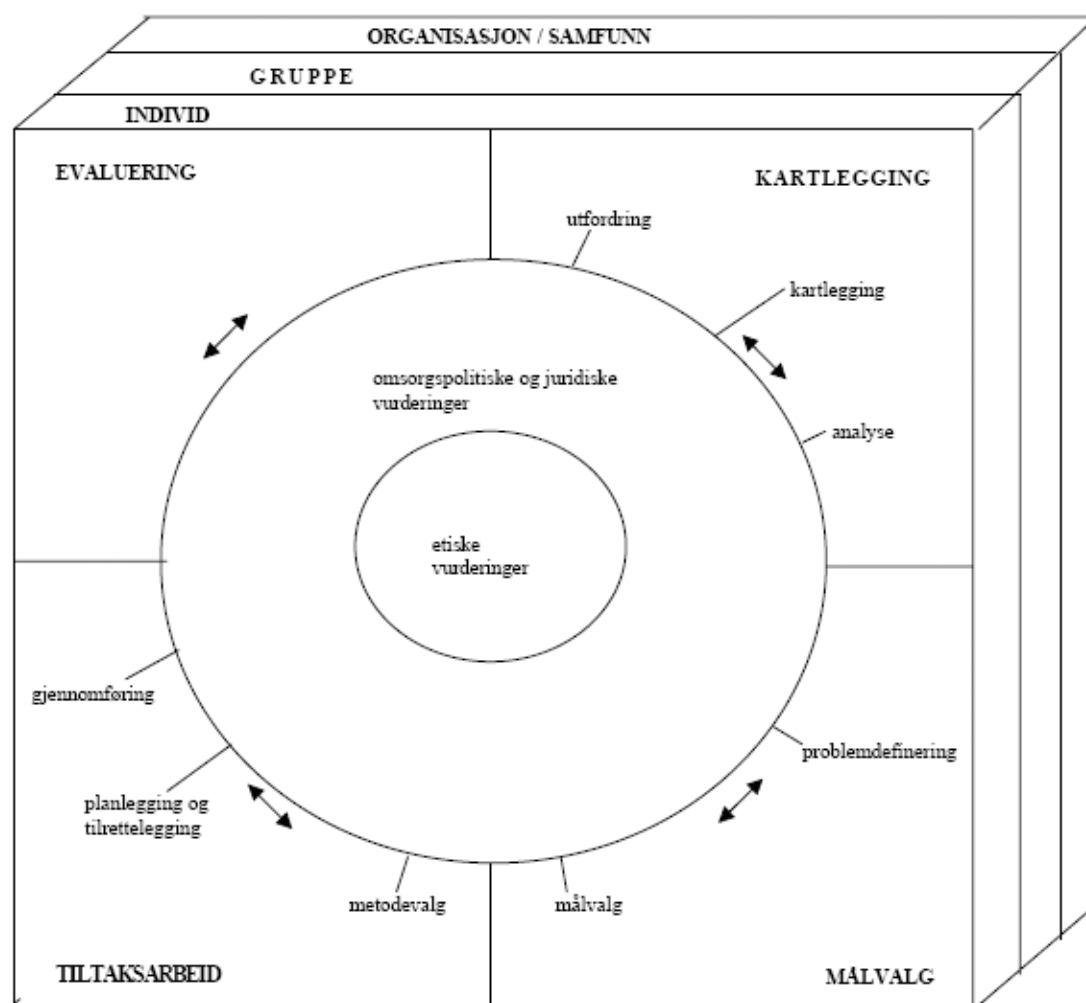 ORGANISASJON / SAMFUNN
GRUPPE
INDIVID
EVALUERING
KARTLEGGING
utfordring
kartlegging
omsorgspolitiske og juridiske
vurderinger
analyse
etiske
vurderinger
gjennomføring
problemdefinering
planlegging og
tilrettelegging
metodevalg
målvalg
TILTAKSARBEID
MÅLVALG